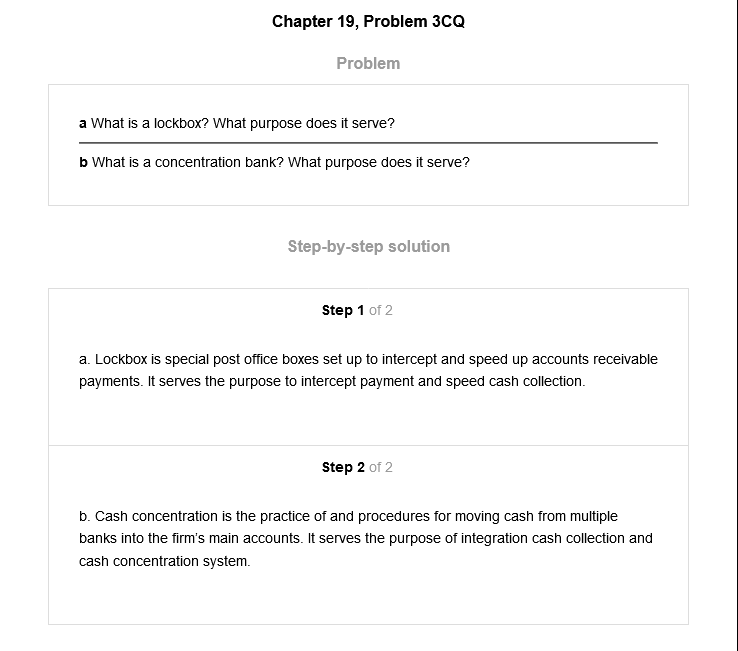 Chapter 19, Problem 3CQ
Problem
a What is a lockbox? What purpose does it serve?
b What is a concentration bank? What purpose does it serve?
Step-by-step solution
Step 1 of 2
a. Lockbox is special post office boxes set up to intercept and speed up accounts receivable
payments. It serves the purpose to intercept payment and speed cash collection.
Step 2 of 2
b. Cash concentration is the practice of and procedures for moving cash from multiple
banks into the firm's main accounts. It serves the purpose of integration cash collection and
cash concentration system.